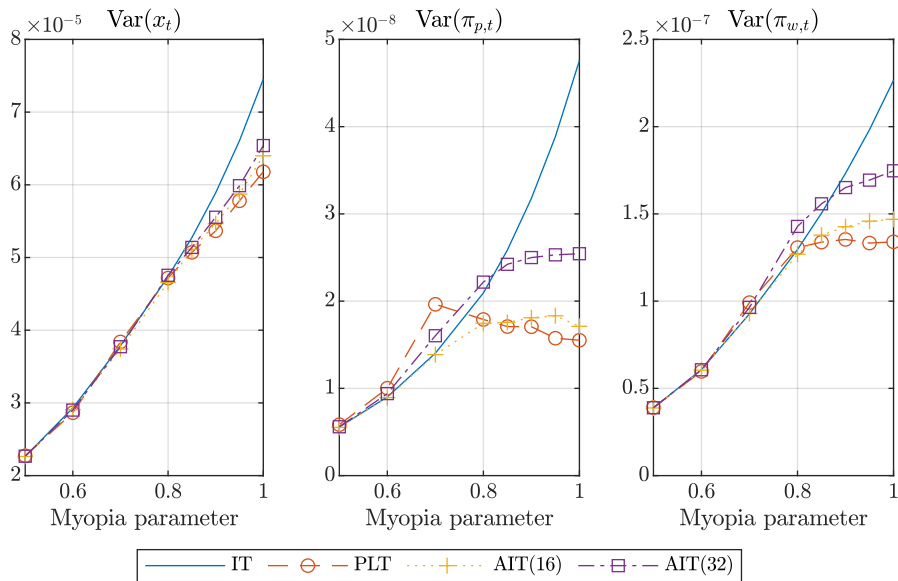 ×10⁻⁵ Var(xₜ)
×10⁻⁸ Var(πₚ,ₜ)
×10⁻⁷ Var(π_w,ₜ)
8
7
6
5
4
3
2
0.6 0.8 1
Myopia parameter
5
4
3
2
1
0
0.6 0.8 1
Myopia parameter
2.5
2
1.5
1
0.5
0
0.6 0.8 1
Myopia parameter
IT PLT AIT(16) AIT(32)